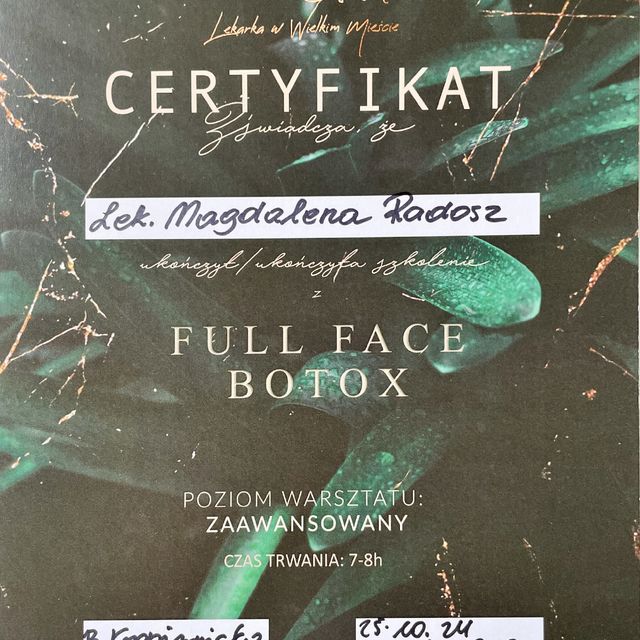 Lekarka w Wielkim Mieście
CERTYFIKAT
Zświadcza, że
Lek. Magdalena Radosz
ukończył/ukończyła szkolenie
z
FULL FACE
BOTOX
POZIOM WARSZTATU:
ZAAWANSOWANY
CZAS TRWANIA: 7-8h
25.10.24